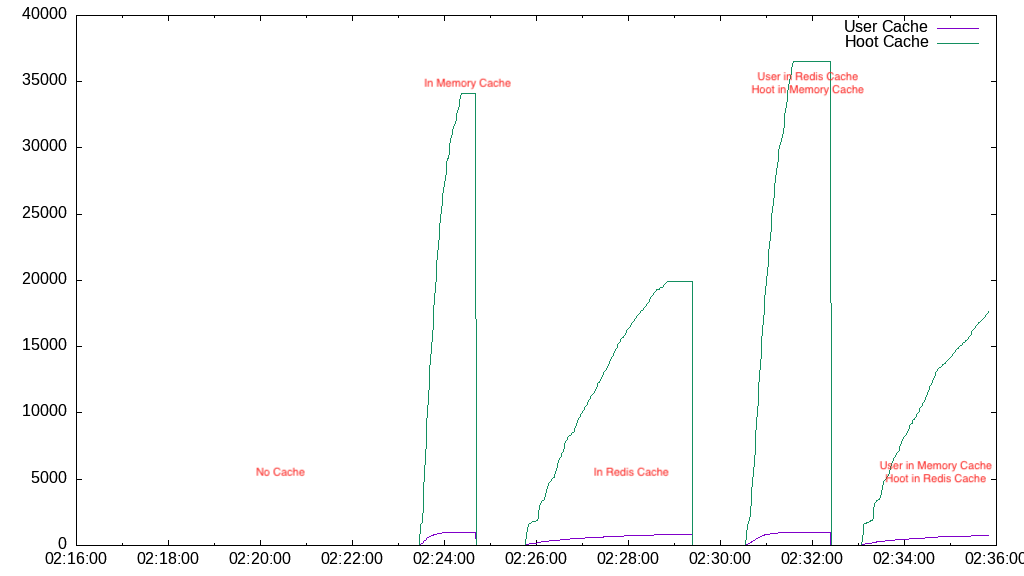 40000
User Cache
Hoot Cache
35000
In Memory Cache
User in Redis Cache
Hoot in Memory Cache
30000
25000
20000
15000
10000
5000
No Cache
In Redis Cache
User in Memory Cache
Hoot in Redis Cache
0
02:16:00 02:18:00 02:20:00 02:22:00 02:24:00 02:26:00 02:28:00 02:30:00 02:32:00 02:34:00 02:36:00